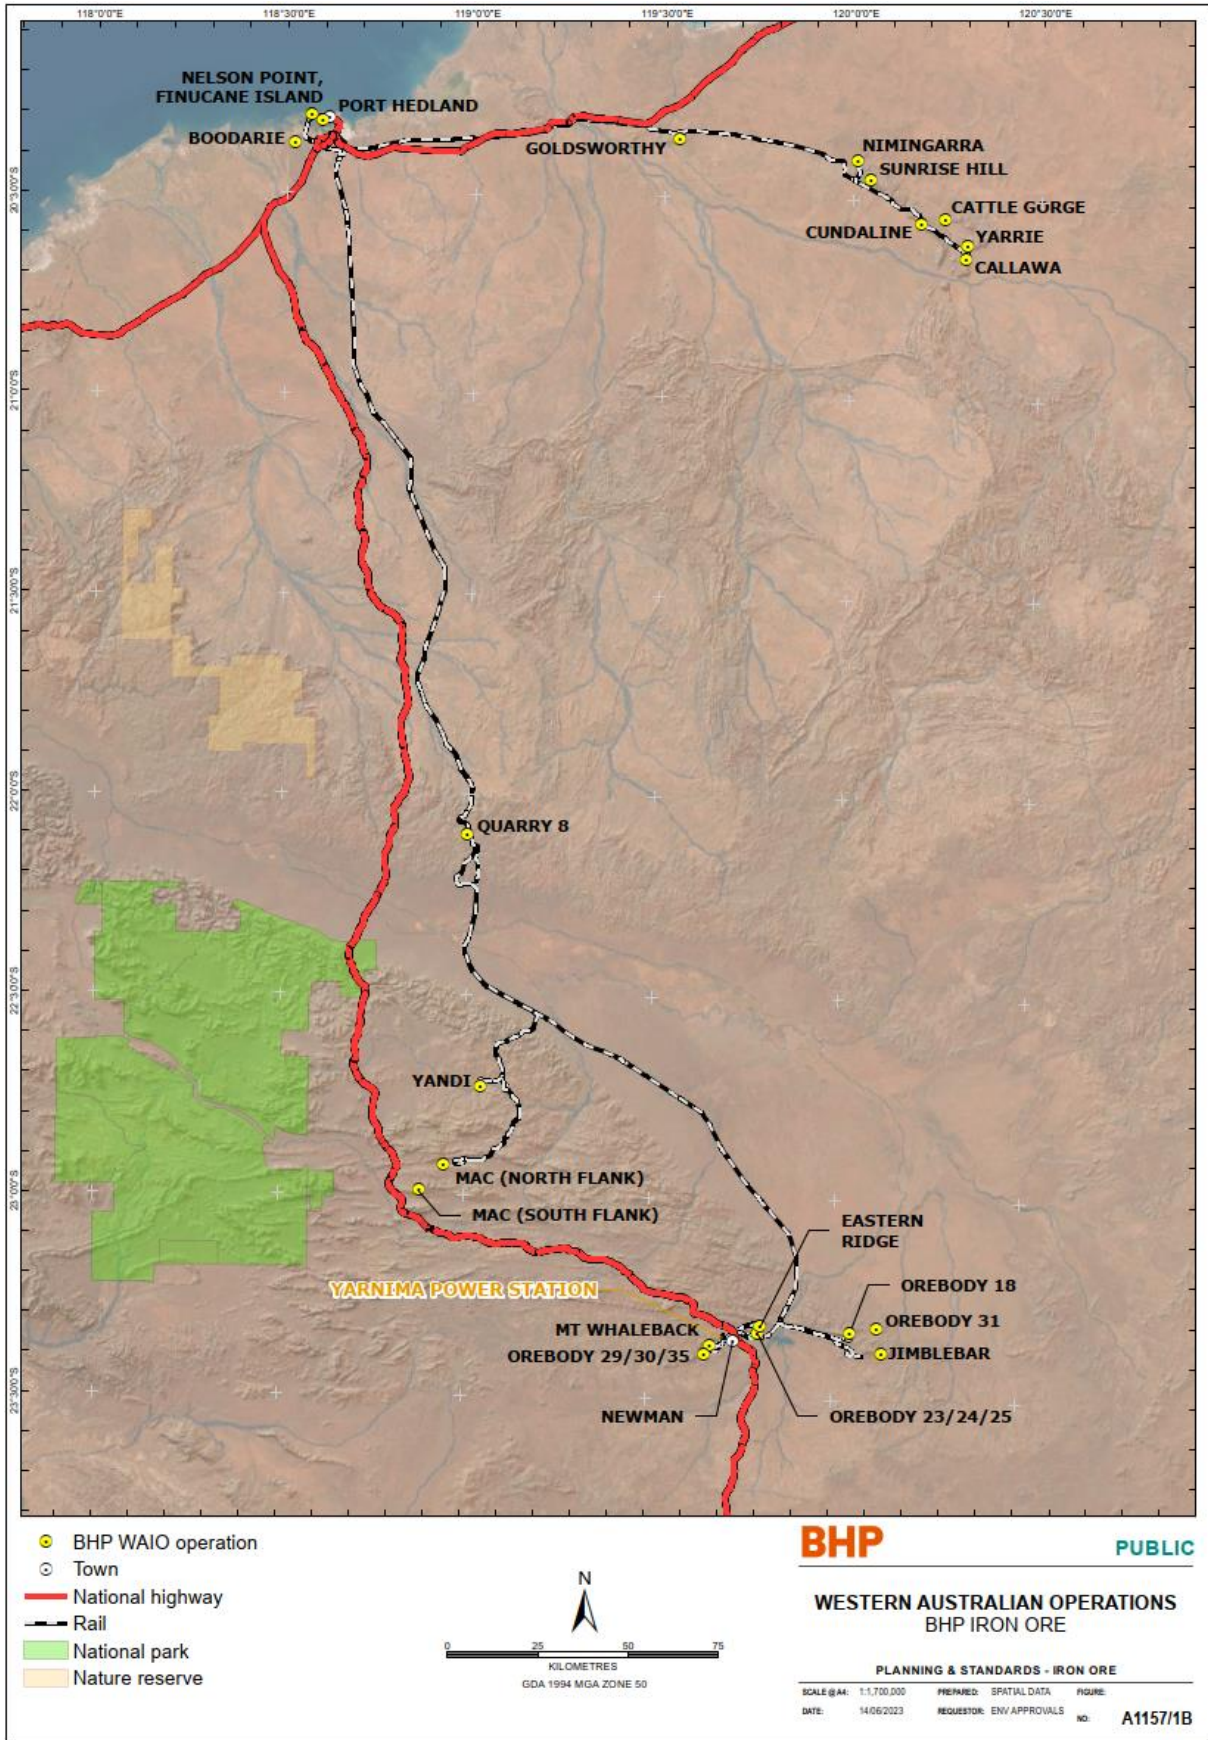 118°0'0"E
118°30'0"E
119°0'0"E
119°30'0"E
120°0'0"E
120°30'0"E
20°30'0"S
21°0'0"S
21°30'0"S
22°0'0"S
22°30'0"S
23°0'0"S
23°30'0"S
NELSON POINT,
FINUCANE ISLAND
PORT HEDLAND
BOODARIE
GOLDSWORTHY
NIMINGARRA
SUNRISE HILL
CATTLE GORGE
CUNDALINE
YARRIE
CALLAWA
QUARRY 8
YANDI
MAC (NORTH FLANK)
MAC (SOUTH FLANK)
EASTERN
RIDGE
YARNIMA POWER STATION
OREBODY 18
OREBODY 31
MT WHALEBACK
OREBODY 29/30/35
JIMBLEBAR
NEWMAN
OREBODY 23/24/25
BHP WAIO operation
Town
National highway
Rail
National park
Nature reserve
N
0 25 50 75
KILOMETRES
GDA 1994 MGA ZONE 50
BHP
PUBLIC
WESTERN AUSTRALIAN OPERATIONS
BHP IRON ORE
PLANNING & STANDARDS - IRON ORE
SCALE @ A4: 1:1,700,000 PREPARED: SPATIAL DATA FIGURE:
DATE: 14/06/2023 REQUESTOR: ENV APPROVALS NO: A1157/1B